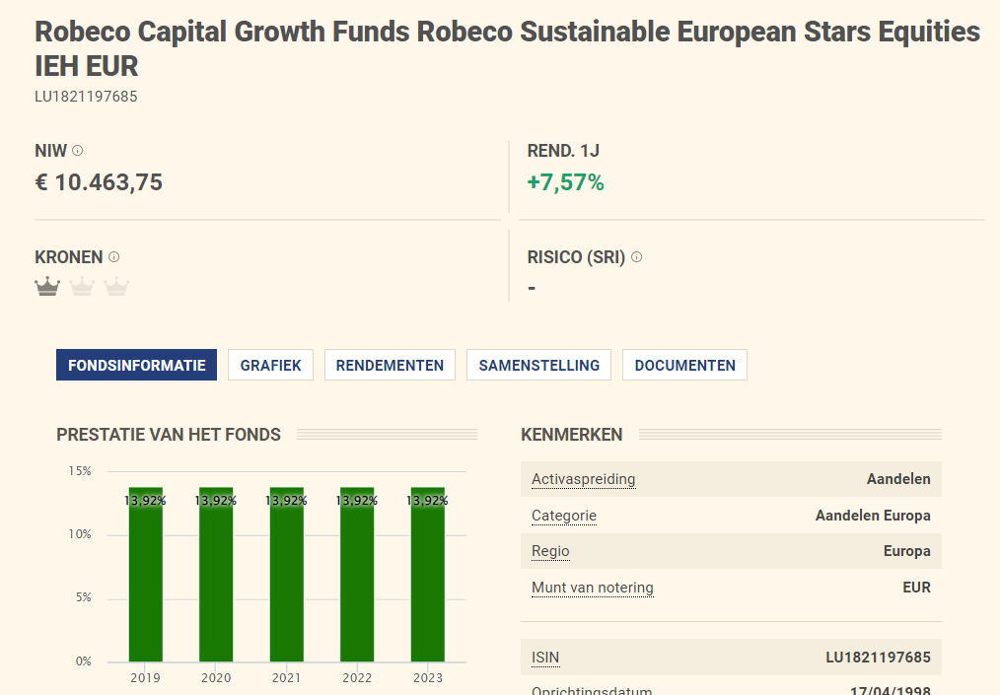 Robeco Capital Growth Funds Robeco Sustainable European Stars Equities
IEH EUR
LU1821197685
NIW
€ 10.463,75
REND. 1J
+7,57%
KRONEN
RISICO (SRI)
-
FONDSINFORMATIE
GRAFIEK
RENDEMENTEN
SAMENSTELLING
DOCUMENTEN
PRESTATIE VAN HET FONDS
15%
10%
5%
0%
13,92% 13,92% 13,92% 13,92% 13,92%
2019 2020 2021 2022 2023
KENMERKEN
Activaspreiding Aandelen
Categorie Aandelen Europa
Regio Europa
Munt van notering EUR
ISIN LU1821197685
Oprichtingsdatum 17/04/1998